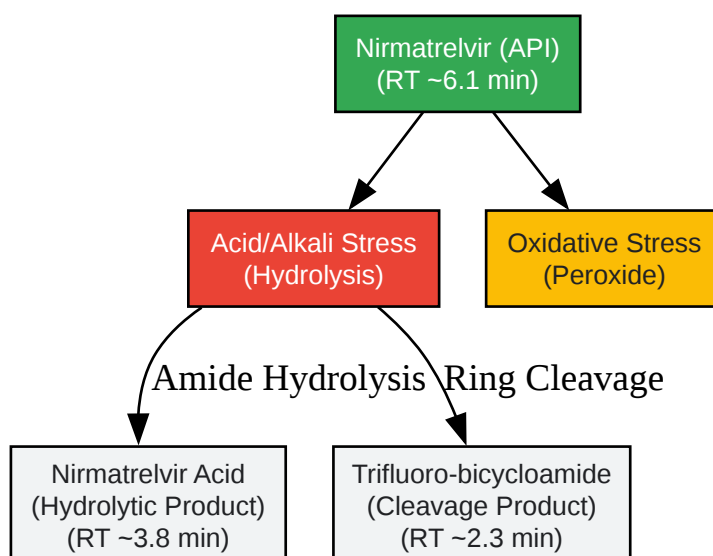 Nirmatrelvir (API)
(RT ~6.1 min)
Acid/Alkali Stress
(Hydrolysis)
Oxidative Stress
(Peroxide)
Amide Hydrolysis
Ring Cleavage
Nirmatrelvir Acid
(Hydrolytic Product)
(RT ~3.8 min)
Trifluoro-bicycloamide
(Cleavage Product)
(RT ~2.3 min)